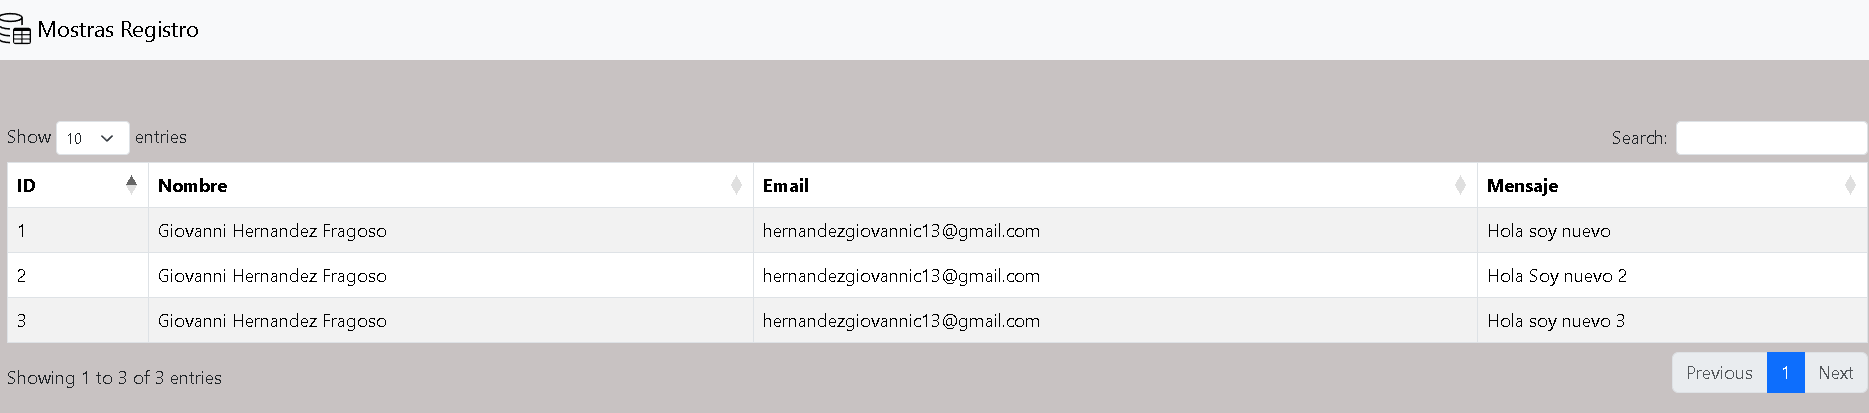 Mostras Registro
Show 10 entries
Search:
ID Nombre Email Mensaje
1 Giovanni Hernandez Fragoso hernandezgiovannic13@gmail.com Hola soy nuevo
2 Giovanni Hernandez Fragoso hernandezgiovannic13@gmail.com Hola Soy nuevo 2
3 Giovanni Hernandez Fragoso hernandezgiovannic13@gmail.com Hola soy nuevo 3
Showing 1 to 3 of 3 entries
Previous 1 Next